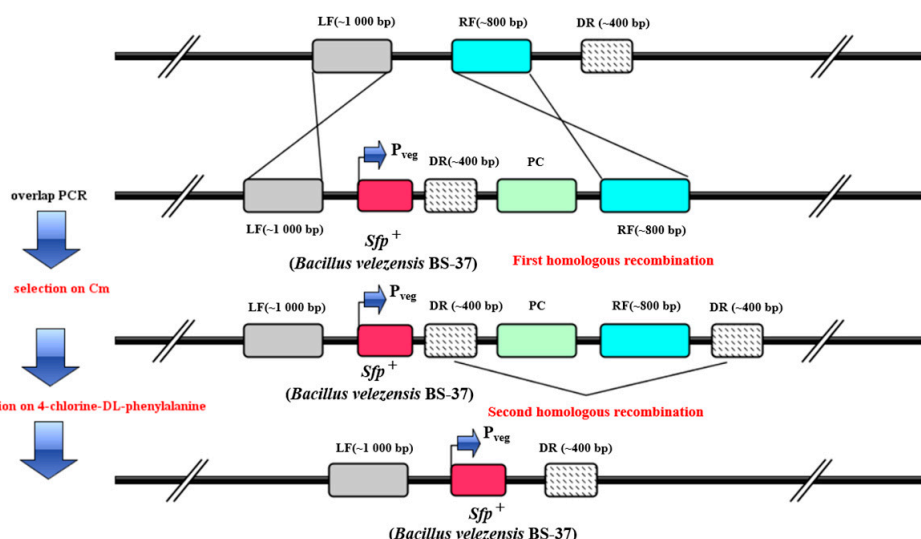 LF(~1 000 bp) RF(~800 bp) DR (~400 bp)
overlap PCR
Pveg DR(~400 bp) PC
LF(~1 000 bp) RF(~800 bp)
Sfp+
(Bacillus velezensis BS-37) First homologous recombination
selection on Cm
LF(~1 000 bp) Pveg DR (~400 bp) PC RF(~800 bp) DR (~400 bp)
Sfp+
(Bacillus velezensis BS-37)
on 4-chlorine-DL-phenylalanine Second homologous recombination
LF(~1 000 bp) Pveg DR (~400 bp)
Sfp+
(Bacillus velezensis BS-37)